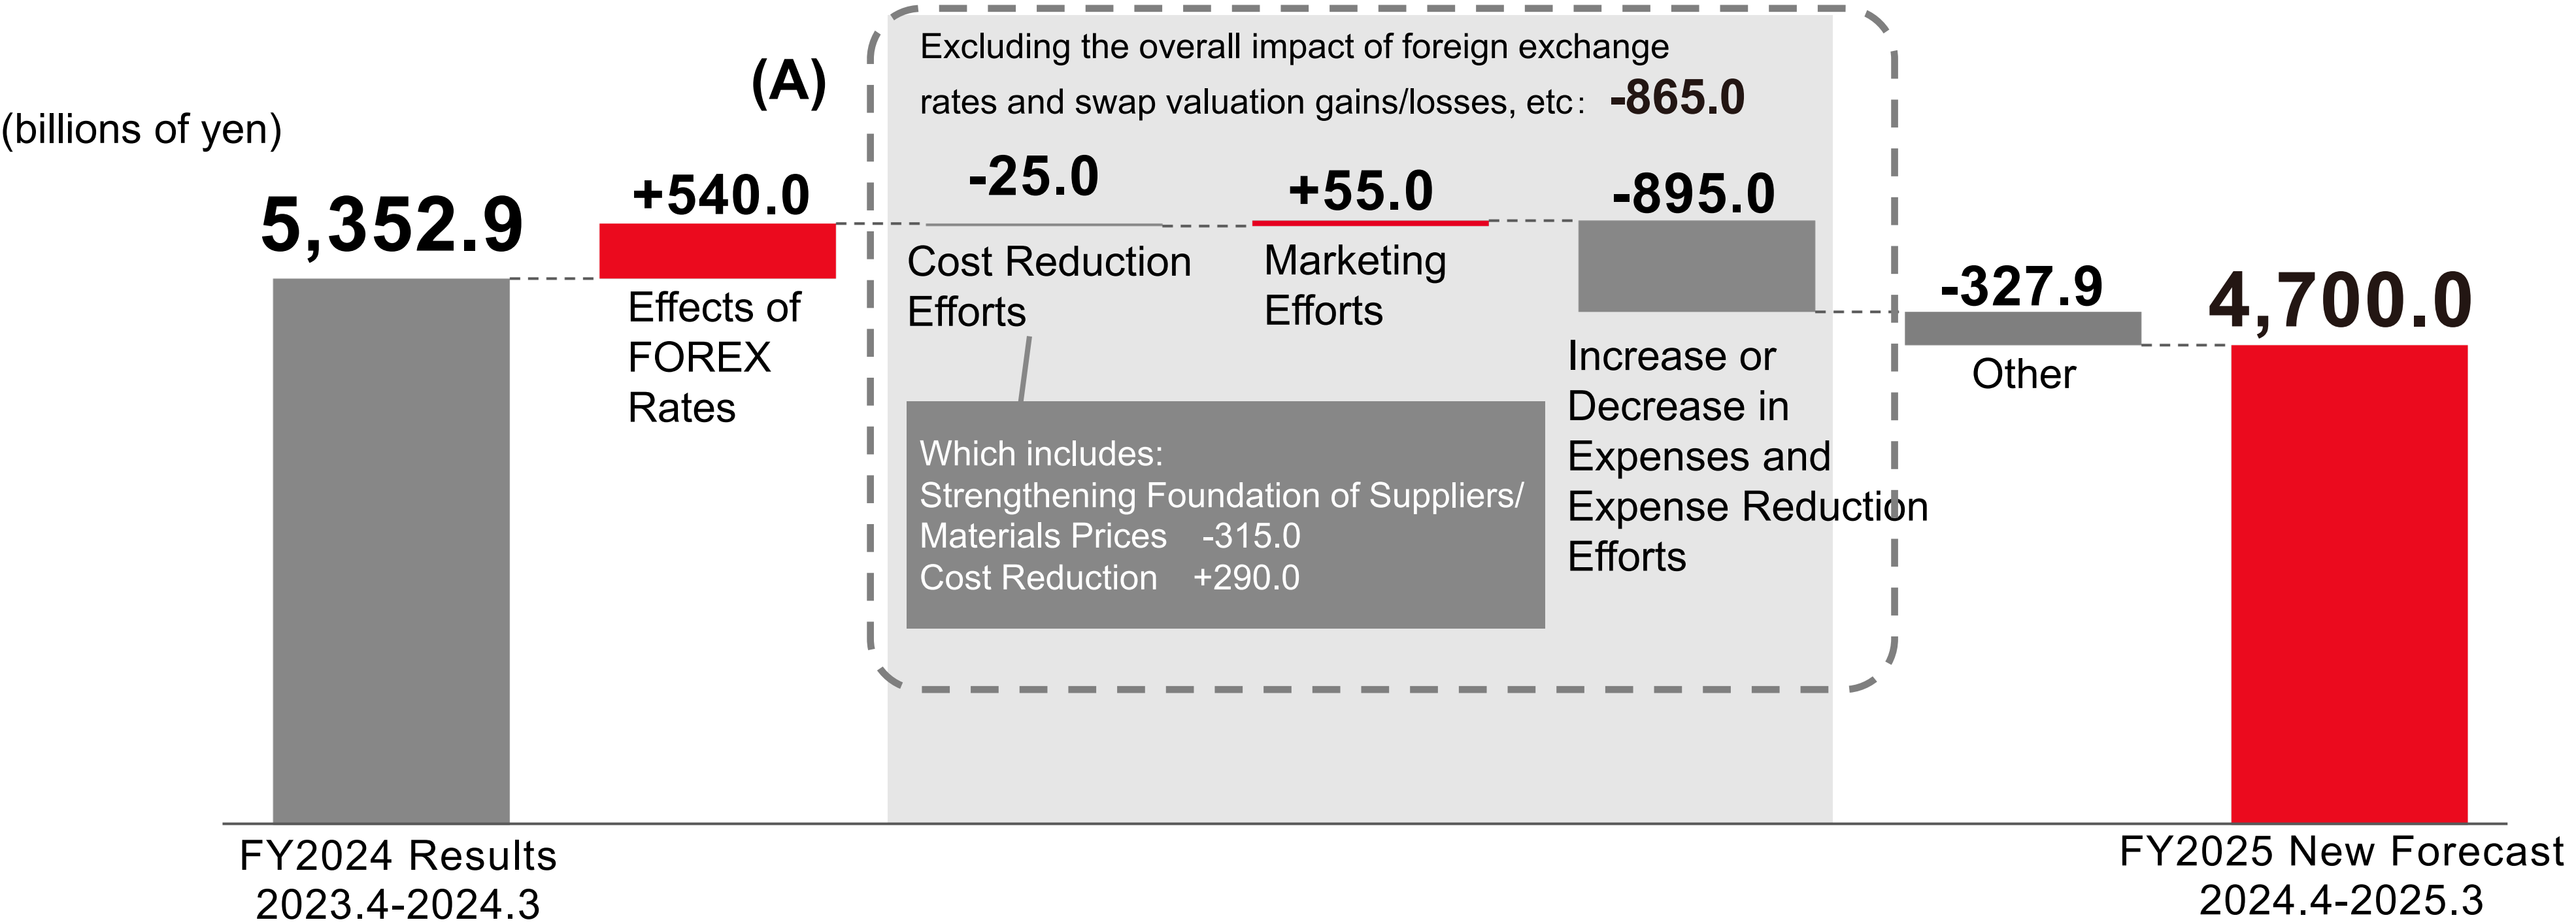 (billions of yen)
5,352.9
FY2024 Results
2023.4-2024.3
+540.0
Effects of
FOREX
Rates
(A)
Excluding the overall impact of foreign exchange
rates and swap valuation gains/losses, etc: -865.0
-25.0
Cost Reduction
Efforts
Which includes:
Strengthening Foundation of Suppliers/
Materials Prices -315.0
Cost Reduction +290.0
+55.0
Marketing
Efforts
-895.0
Increase or
Decrease in
Expenses and
Expense Reduction
Efforts
-327.9
Other
4,700.0
FY2025 New Forecast
2024.4-2025.3